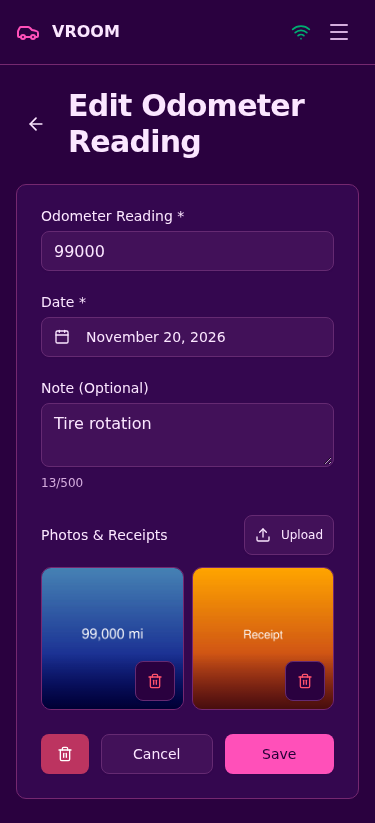 VROOM
Edit Odometer
Reading
Odometer Reading *
99000
Date *
November 20, 2026
Note (Optional)
Tire rotation
13/500
Photos & Receipts
Upload
99,000 mi
Receipt
Cancel
Save